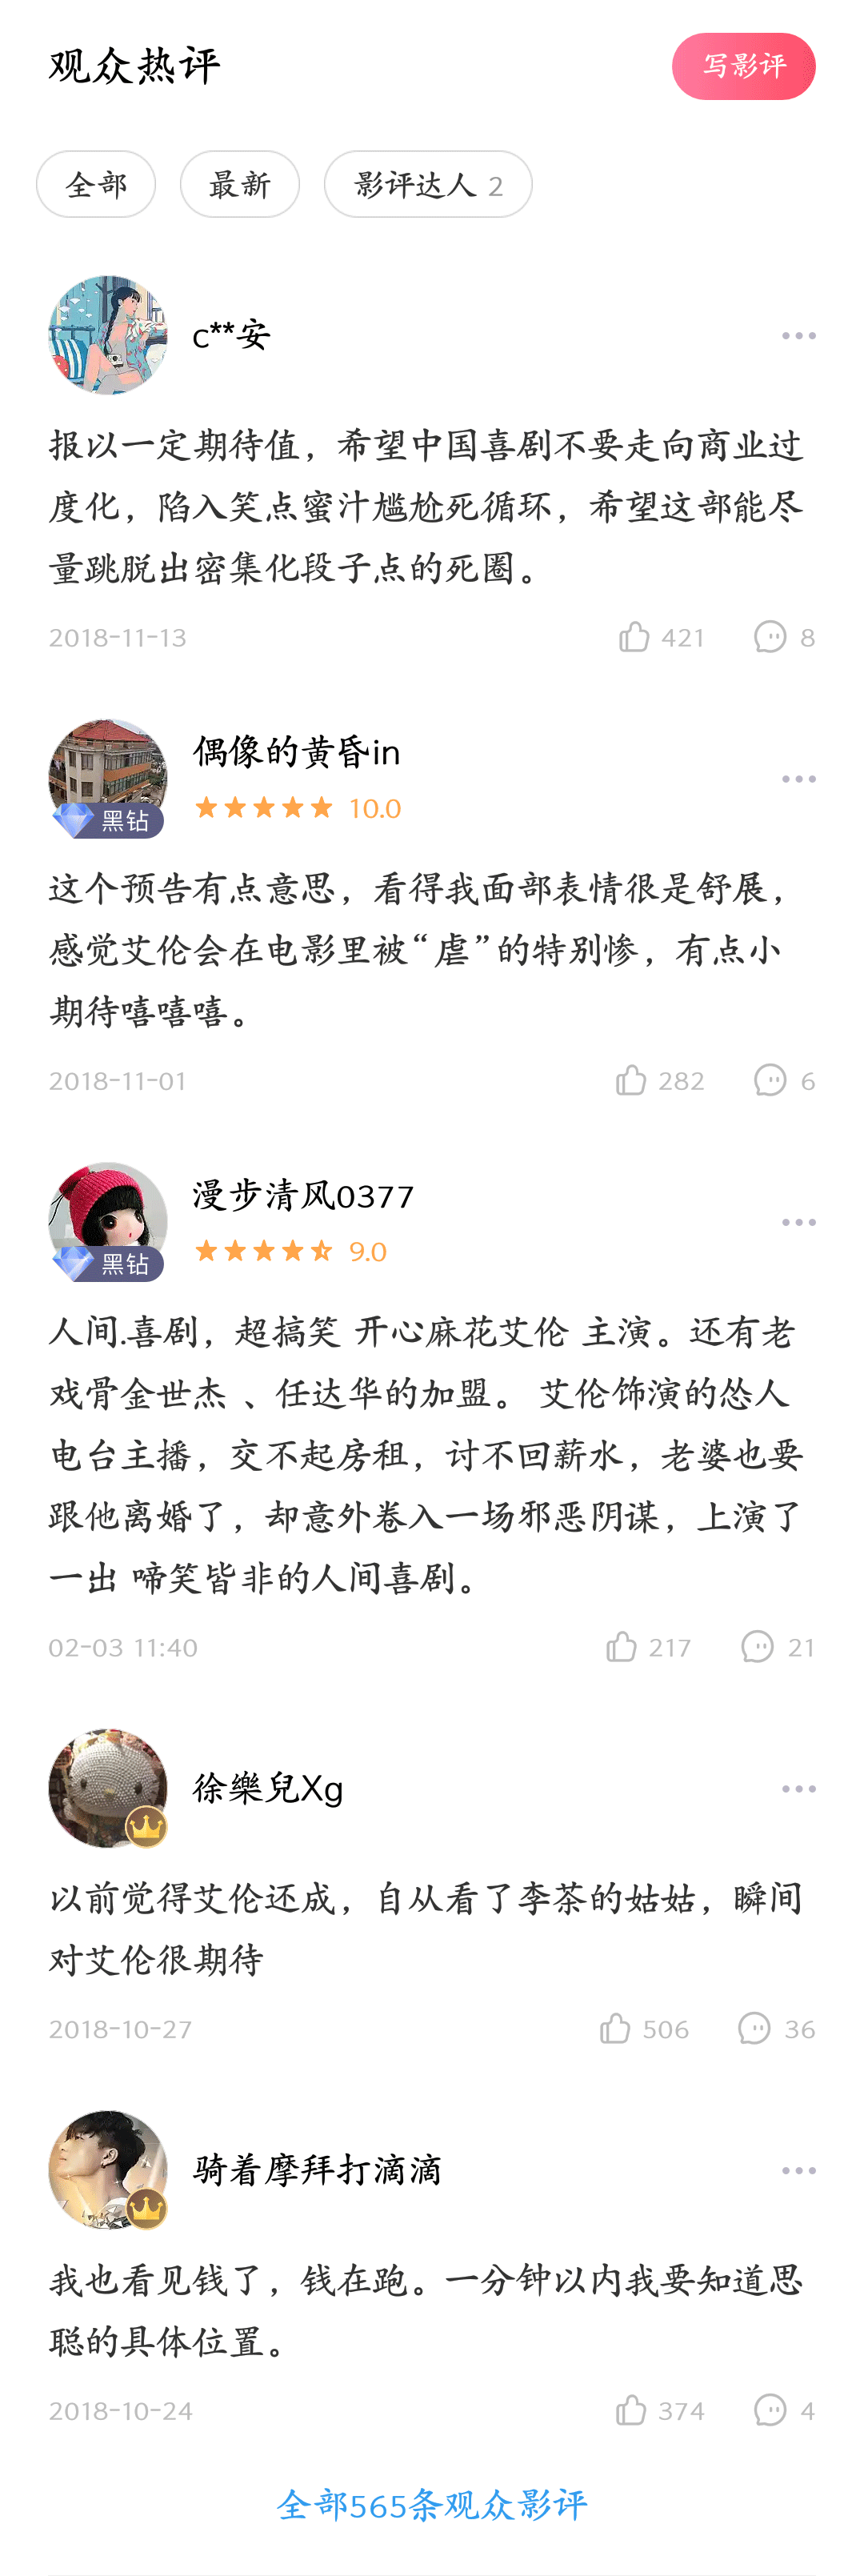 观众热评
写影评
全部
最新
影评达人 2
c**安
报以一定期待值，希望中国喜剧不要走向商业过
度化，陷入笑点蜜汁尴尬死循环，希望这部能尽
量跳脱出密集化段子点的死圈。
2018-11-13
421
8
偶像的黄昏in
10.0
黑钻
这个预告有点意思，看得我面部表情很是舒展，
感觉艾伦会在电影里被“虐”的特别惨，有点小
期待嘻嘻嘻。
2018-11-01
282
6
漫步清风0377
9.0
黑钻
人间.喜剧，超搞笑 开心麻花艾伦 主演。还有老
戏骨金世杰 、任达华的加盟。 艾伦饰演的怂人
电台主播，交不起房租，讨不回薪水，老婆也要
跟他离婚了，却意外卷入一场邪恶阴谋，上演了
一出 啼笑皆非的人间喜剧。
02-03 11:40
217
21
徐樂兒Xg
以前觉得艾伦还成，自从看了李茶的姑姑，瞬间
对艾伦很期待
2018-10-27
506
36
骑着摩拜打滴滴
我也看见钱了，钱在跑。一分钟以内我要知道思
聪的具体位置。
2018-10-24
374
4
全部565条观众影评